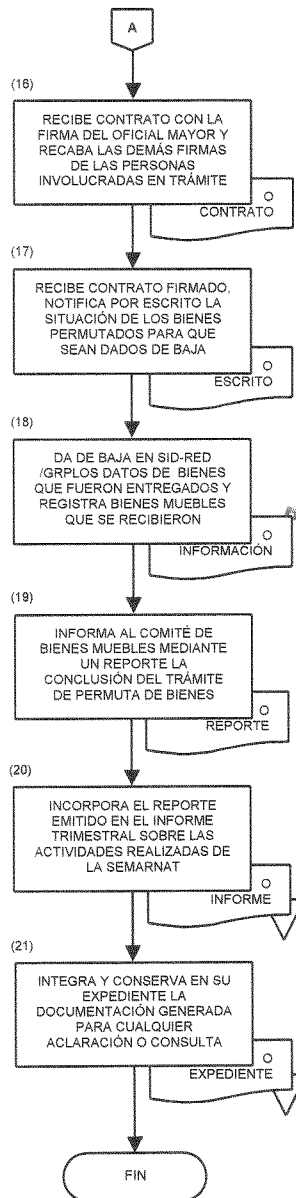 A
(16)
RECIBE CONTRATO CON LA
FIRMA DEL OFICIAL MAYOR Y
RECABA LAS DEMÁS FIRMAS
DE LAS PERSONAS
INVOLUCRADAS EN TRÁMITE
O
CONTRATO
(17)
RECIBE CONTRATO FIRMADO,
NOTIFICA POR ESCRITO LA
SITUACIÓN DE LOS BIENES
PERMUTADOS PARA QUE
SEAN DADOS DE BAJA
O
ESCRITO
(18)
DA DE BAJA EN SID-RED
/GRPLOS DATOS DE BIENES
QUE FUERON ENTREGADOS Y
REGISTRA BIENES MUEBLES
QUE SE RECIBIERON
O
INFORMACIÓN
(19)
INFORMA AL COMITÉ DE
BIENES MUEBLES MEDIANTE
UN REPORTE LA
CONCLUSIÓN DEL TRÁMITE
DE PERMUTA DE BIENES
O
REPORTE
(20)
INCORPORA EL REPORTE
EMITIDO EN EL INFORME
TRIMESTRAL SOBRE LAS
ACTIVIDADES REALIZADAS DE
LA SEMARNAT
O
INFORME
(21)
INTEGRA Y CONSERVA EN SU
EXPEDIENTE LA
DOCUMENTACIÓN GENERADA
PARA CUALQUIER
ACLARACIÓN O CONSULTA
O
EXPEDIENTE
FIN